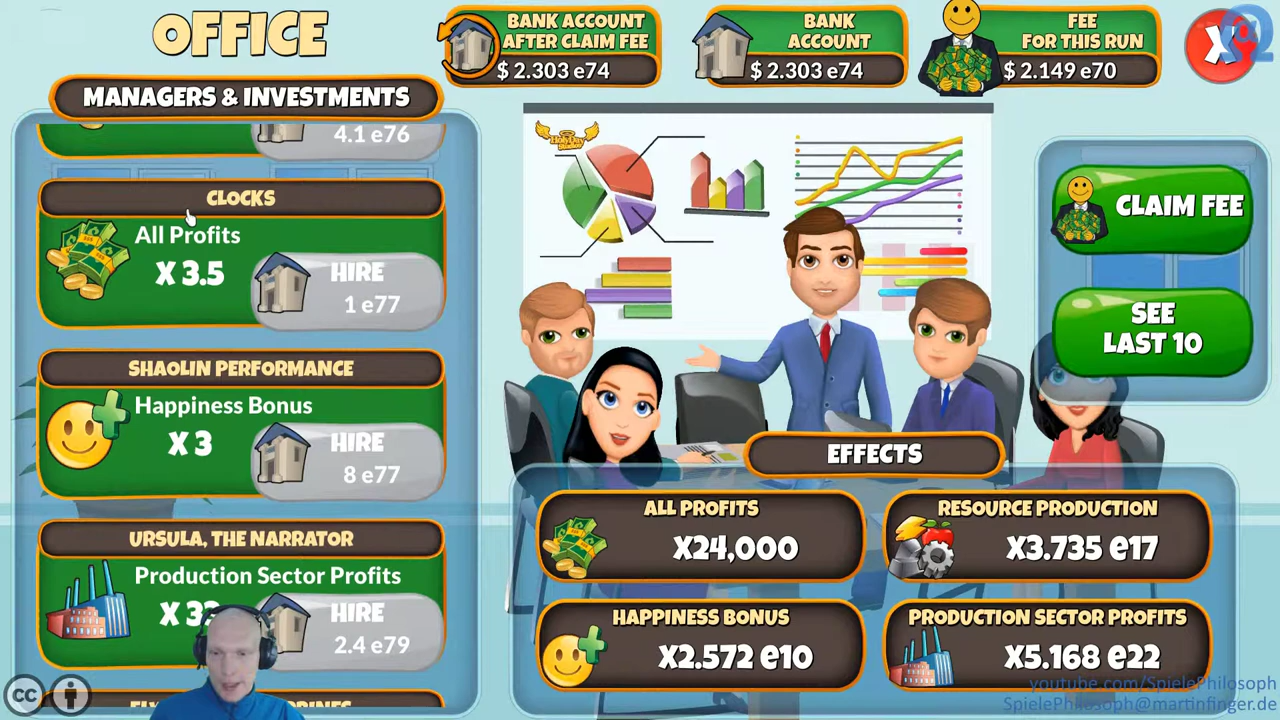 OFFICE
BANK ACCOUNT
AFTER CLAIM FEE
$ 2.303 e74
BANK
ACCOUNT
$ 2.303 e74
FEE
FOR THIS RUN
$ 2.149 e70
X
MANAGERS & INVESTMENTS
4.1 e76
CLOCKS
All Profits
X 3.5
HIRE
1 e77
SHAOLIN PERFORMANCE
Happiness Bonus
X 3
HIRE
8 e77
URSULA, THE NARRATOR
Production Sector Profits
HIRE
2.4 e79
CLAIM FEE
SEE
LAST 10
EFFECTS
ALL PROFITS
X24,000
RESOURCE PRODUCTION
X3.735 e17
HAPPINESS BONUS
X2.572 e10
PRODUCTION SECTOR PROFITS
X5.168 e22
cc
youtube.com/SpielePhilosoph
SpielePhilosoph@martinfinger.de